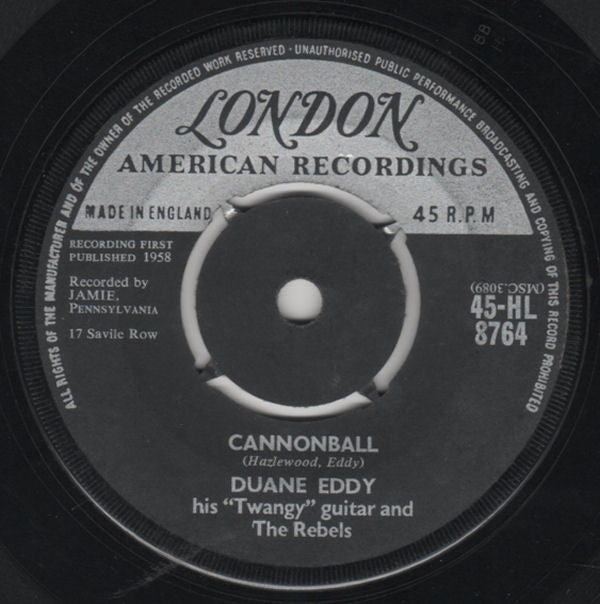 ALL RIGHTS OF THE MANUFACTURER AND OF THE OWNER OF THE RECORDED WORK RESERVED · UNAUTHORISED PUBLIC PERFORMANCE BROADCASTING AND COPYING OF THIS RECORD PROHIBITED
LONDON
AMERICAN RECORDINGS
MADE IN ENGLAND
45 R.P.M
RECORDING FIRST
PUBLISHED 1958
Recorded by
JAMIE,
PENNSYLVANIA
17 Savile Row
(MSC.3089)
45-HL
8764
CANNONBALL
(Hazlewood, Eddy)
DUANE EDDY
his "Twangy" guitar and
The Rebels